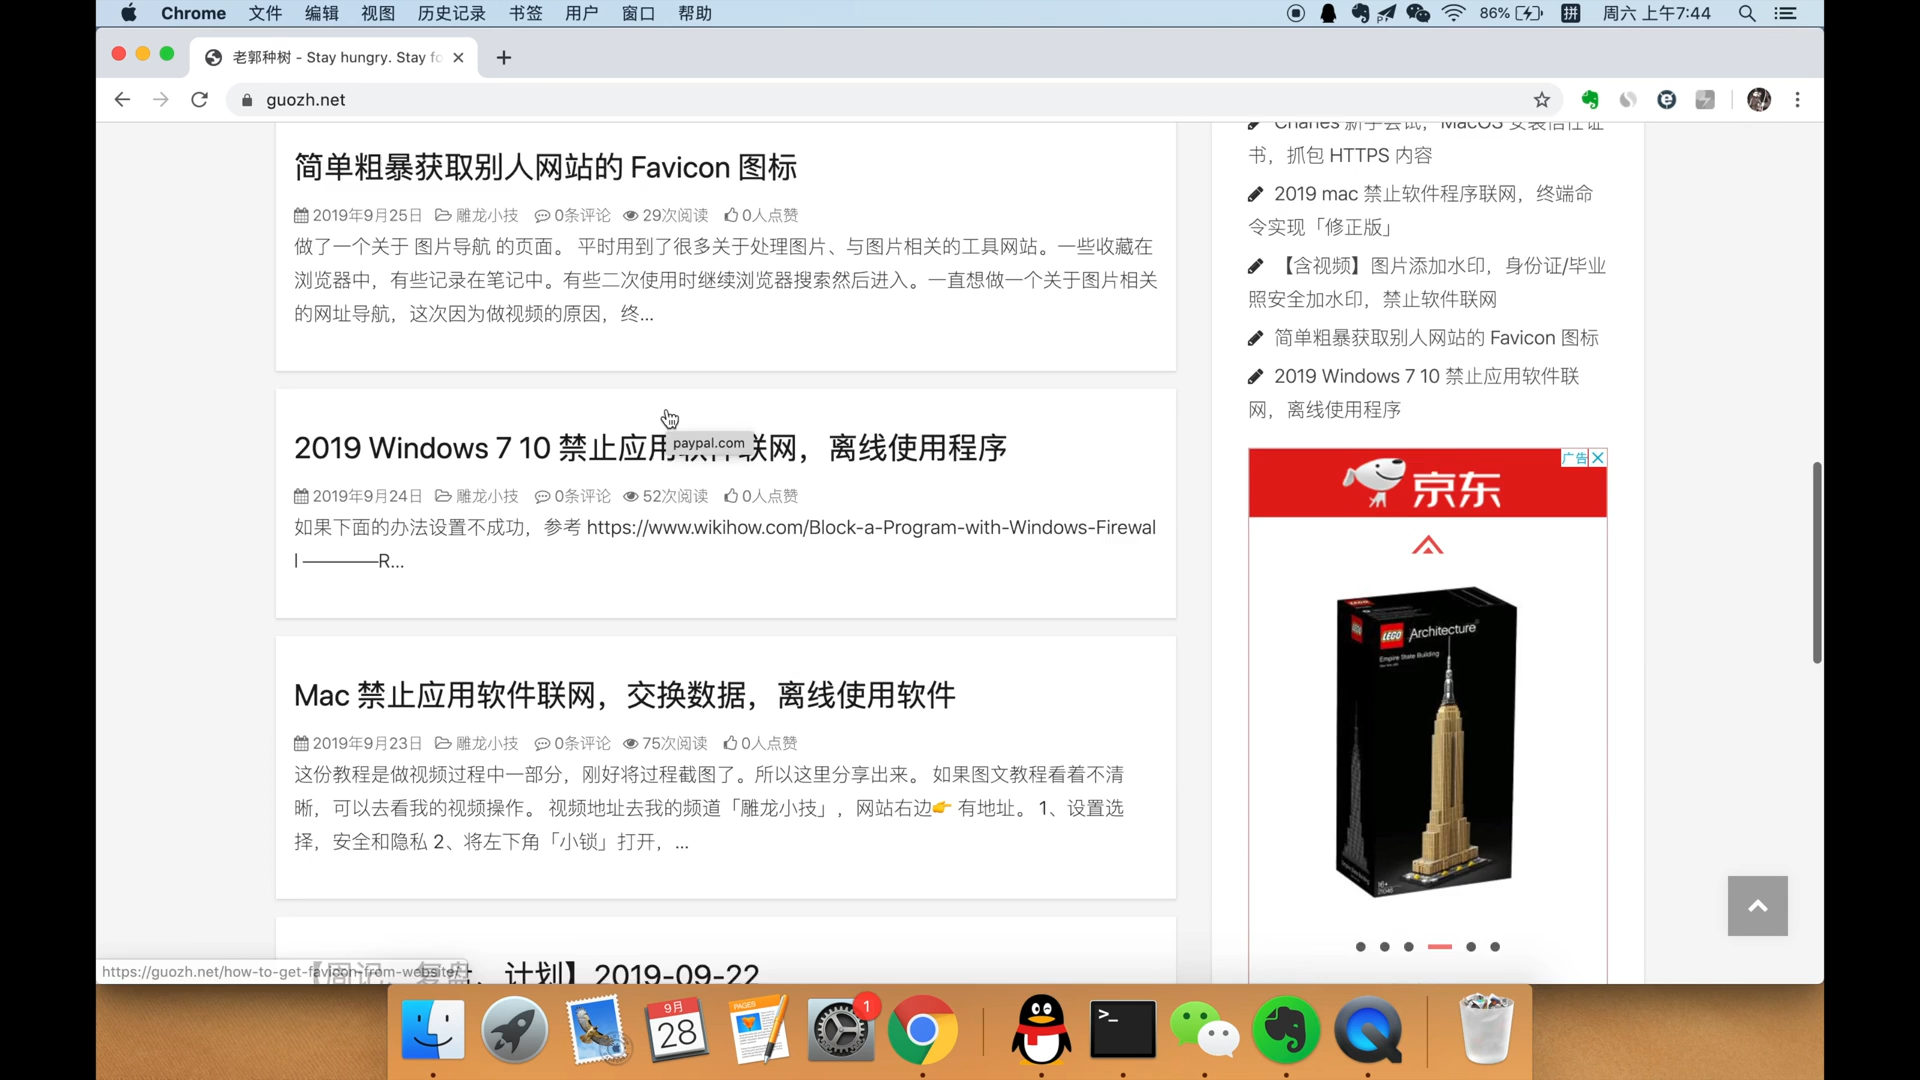 Chrome 文件 编辑 视图 历史记录 书签 用户 窗口 帮助 86% 拼 周六 上午7:44
老郭种树 - Stay hungry. Stay fo
guozh.net
简单粗暴获取别人网站的 Favicon 图标
2019年9月25日 雕龙小技 0条评论 29次阅读 0人点赞
做了一个关于 图片导航 的页面。 平时用到了很多关于处理图片、与图片相关的工具网站。一些收藏在
浏览器中，有些记录在笔记中。有些二次使用时继续浏览器搜索然后进入。一直想做一个关于图片相关
的网址导航，这次因为做视频的原因，终...
2019 Windows 7 10 禁止应用软件联网，离线使用程序
paypal.com
2019年9月24日 雕龙小技 0条评论 52次阅读 0人点赞
如果下面的办法设置不成功，参考 https://www.wikihow.com/Block-a-Program-with-Windows-Firewal
l ————–R...
Mac 禁止应用软件联网，交换数据，离线使用软件
2019年9月23日 雕龙小技 0条评论 75次阅读 0人点赞
这份教程是做视频过程中一部分，刚好将过程截图了。所以这里分享出来。 如果图文教程看着不清
晰，可以去看我的视频操作。 视频地址去我的频道「雕龙小技」，网站右边👉 有地址。 1、设置选
择，安全和隐私 2、将左下角「小锁」打开， ...
【周记、复盘、计划】2019-09-22
https://guozh.net/how-to-get-favicon-from-website/
Charles 新手尝试，MacOS 安装信任证
书，抓包 HTTPS 内容
2019 mac 禁止软件程序联网，终端命
令实现「修正版」
【含视频】图片添加水印，身份证/毕业
照安全加水印，禁止软件联网
简单粗暴获取别人网站的 Favicon 图标
2019 Windows 7 10 禁止应用软件联
网，离线使用程序
广告
京东
LEGO Architecture
Empire State Building
16+
21046
9月
28
PAGES
1
>_